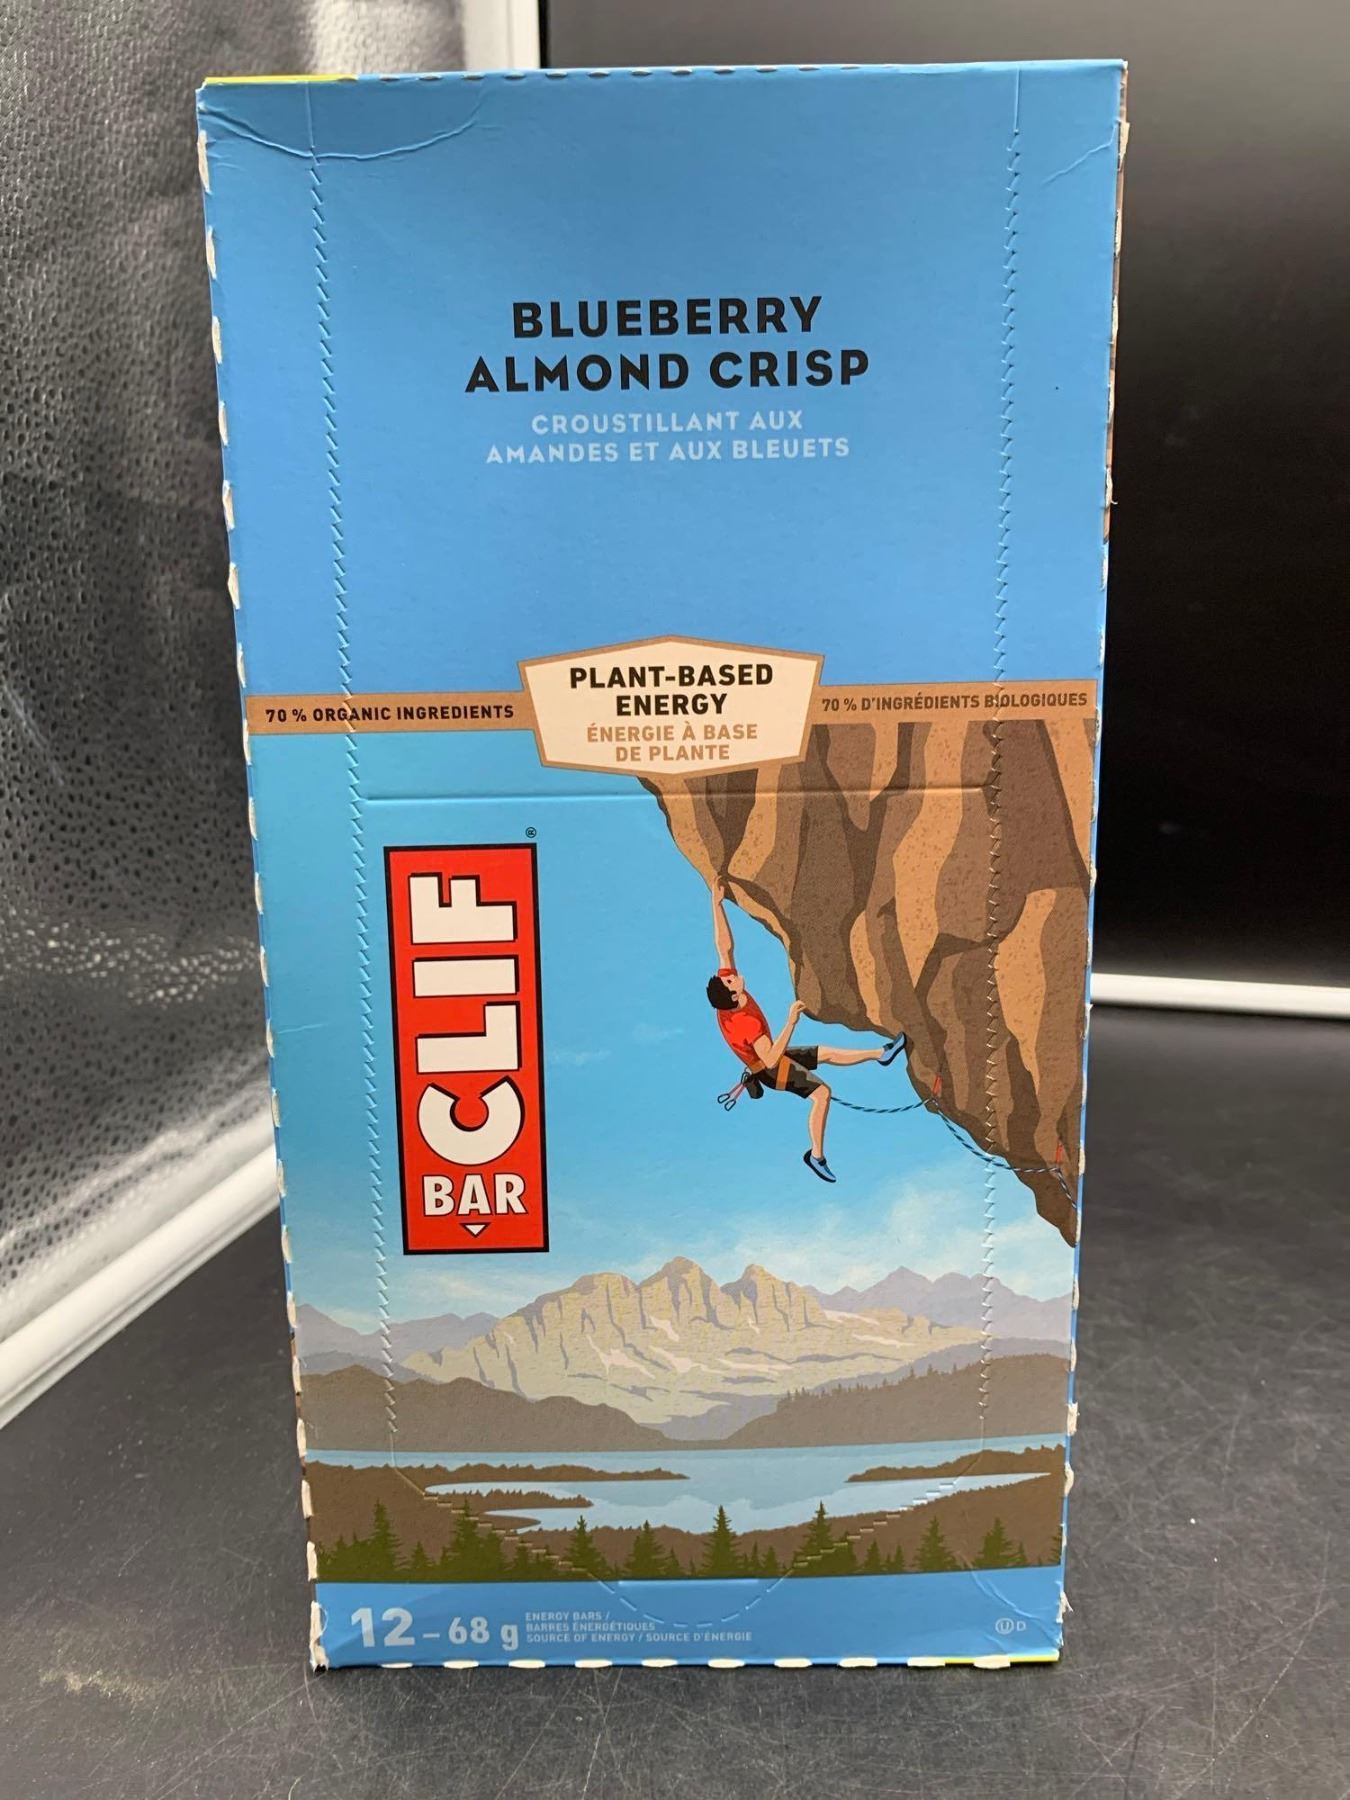 BLUEBERRY
ALMOND CRISP
CROUSTILLANT AUX
AMANDES ET AUX BLEUETS
PLANT-BASED
ENERGY
ÉNERGIE À BASE
DE PLANTE
70 % ORGANIC INGREDIENTS
70 % D'INGRÉDIENTS BIOLOGIQUES
CLIF®
BAR
12 – 68 g
ENERGY BARS /
BARRES ÉNERGÉTIQUES
SOURCE OF ENERGY / SOURCE D'ÉNERGIE
Ⓤ D